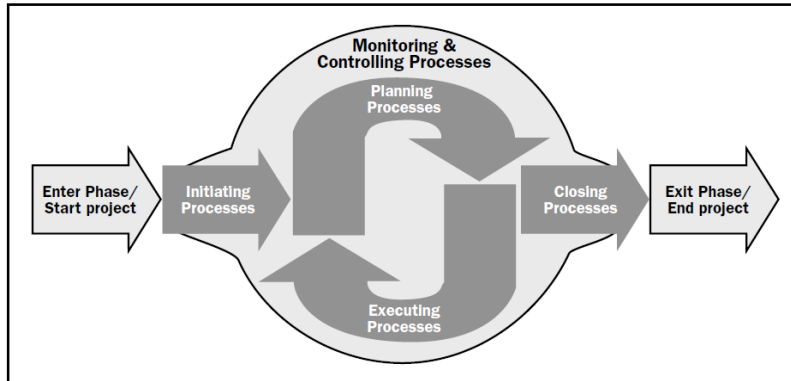 Monitoring &
Controlling Processes
Planning
Processes
Enter Phase/
Start project
Initiating
Processes
Closing
Processes
Exit Phase/
End project
Executing
Processes